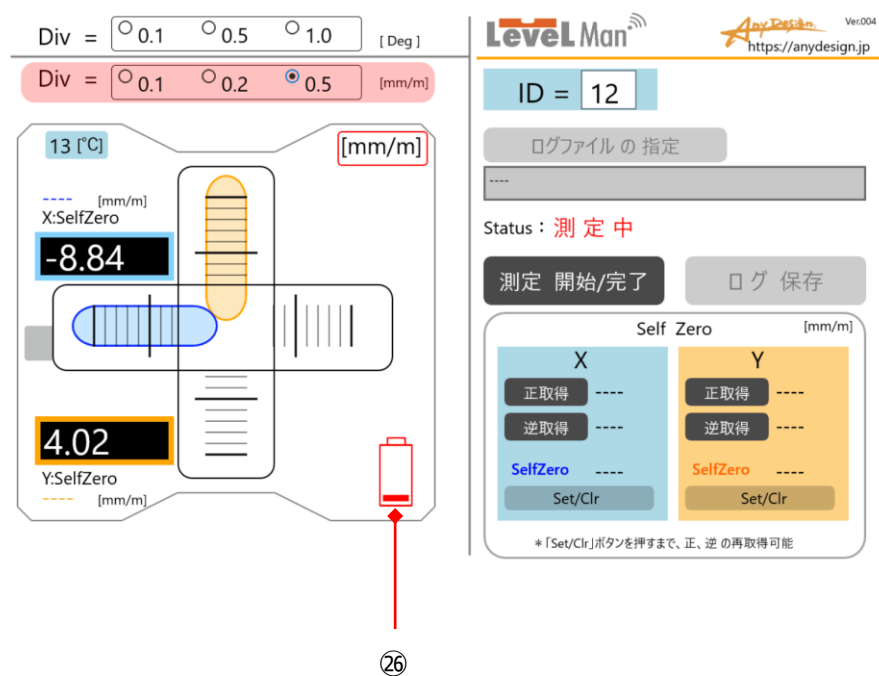 Div = 0.1 0.5 1.0 [ Deg ]
Div = 0.1 0.2 0.5 [mm/m]
13 [°C]
[mm/m]
---- [mm/m]
X:SelfZero
-8.84
4.02
Y:SelfZero
---- [mm/m]
㉖
LeveL Man
AnyDesign.
Ver.004
https://anydesign.jp
ID = 12
ログファイル の 指定
----
Status：測 定 中
測定 開始/完了
ログ 保存
Self Zero [mm/m]
X
正取得 ----
逆取得 ----
SelfZero ----
Set/Clr
Y
正取得 ----
逆取得 ----
SelfZero ----
Set/Clr
*「Set/Clr」ボタンを押すまで、正、逆 の再取得可能